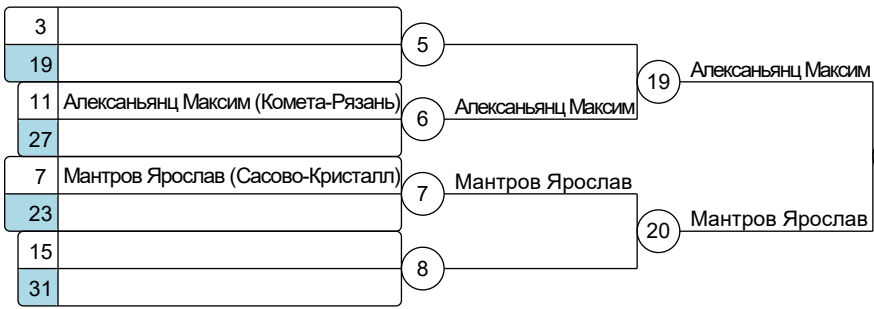 3
5
19
19 Алексаньянц Максим
11 Алексаньянц Максим (Комета-Рязань)
6 Алексаньянц Максим
27
7 Мантров Ярослав (Сасово-Кристалл)
7 Мантров Ярослав
23
20 Мантров Ярослав
15
8
31